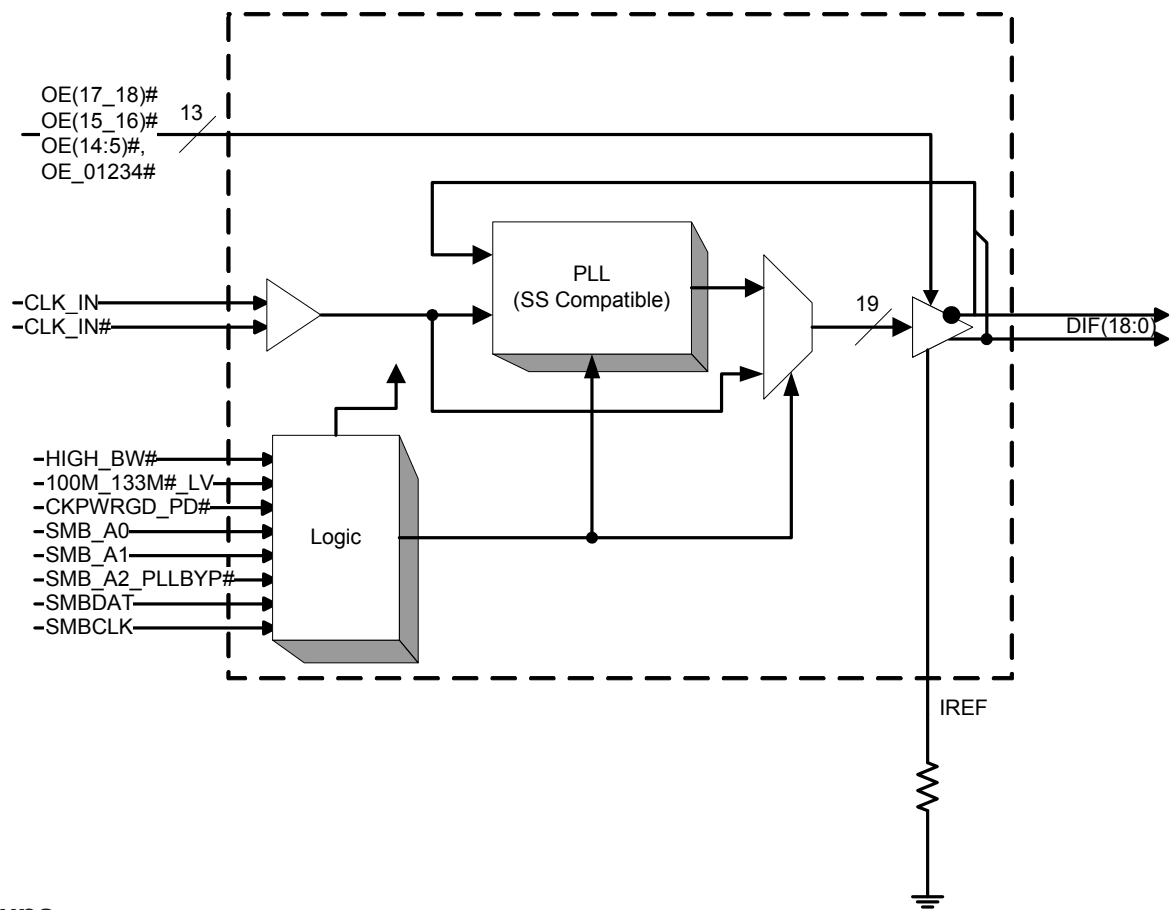 OE(17_18)#
OE(15_16)#
OE(14:5)#,
OE_01234#
13
PLL
(SS Compatible)
CLK_IN
CLK_IN#
19
DIF(18:0)
HIGH_BW#
100M_133M#_LV
CKPWRGD_PD#
SMB_A0
SMB_A1
SMB_A2_PLLBYP#
SMBDAT
SMBCLK
Logic
IREF